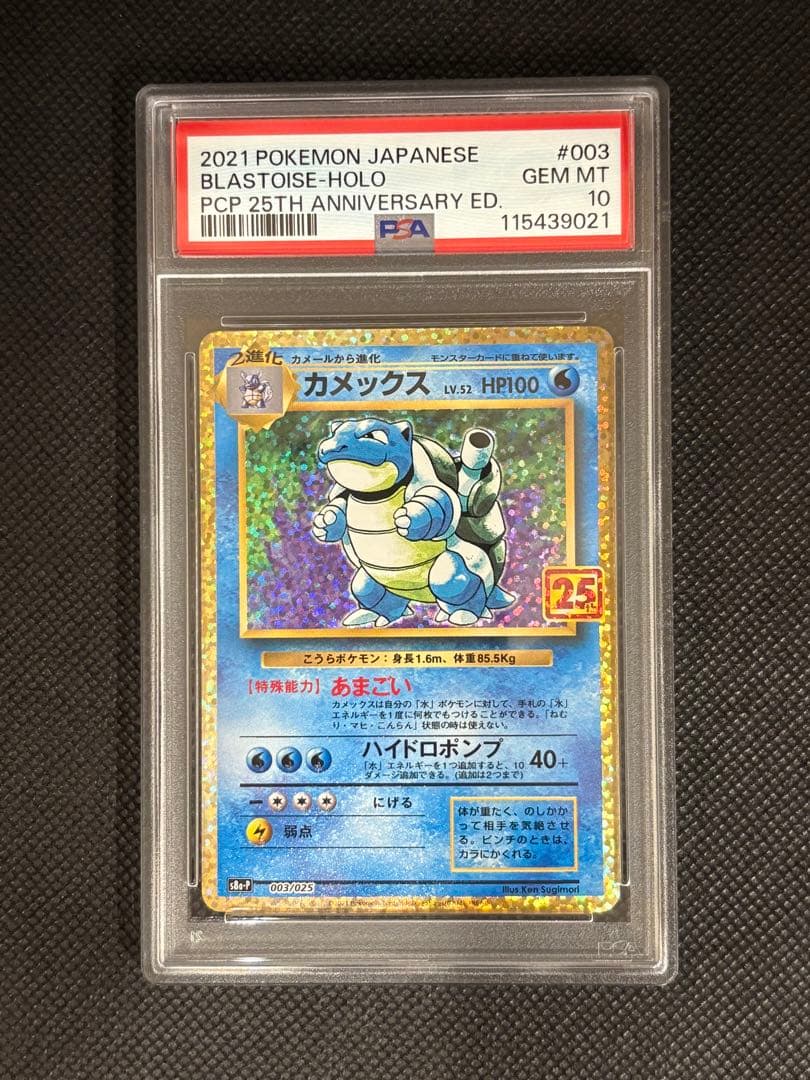 2021 POKEMON JAPANESE #003
BLASTOISE-HOLO GEM MT
PCP 25TH ANNIVERSARY ED. 10
PSA 115439021
2進化 カメールから進化 モンスターカードに重ねて使います。
カメックス LV.52 HP100
25th
こうらポケモン:身長1.6m、体重85.5Kg
【特殊能力】あまごい
カメックスは自分の「水」ポケモンに対して、手札の「水」
エネルギーを1度に何枚でもつけることができる。「ねむ
り・マヒ・こんらん」状態の時は使えない。
ハイドロポンプ 40+
「水」エネルギーを1つ追加すると、10
ダメージ追加できる。(追加は2つまで)
にげる
弱点
体が重たく、のしかか
って相手を気絶させ
る。ピンチのときは、
カラにかくれる。
s8a-P 003/025 Illus Ken Sugimori